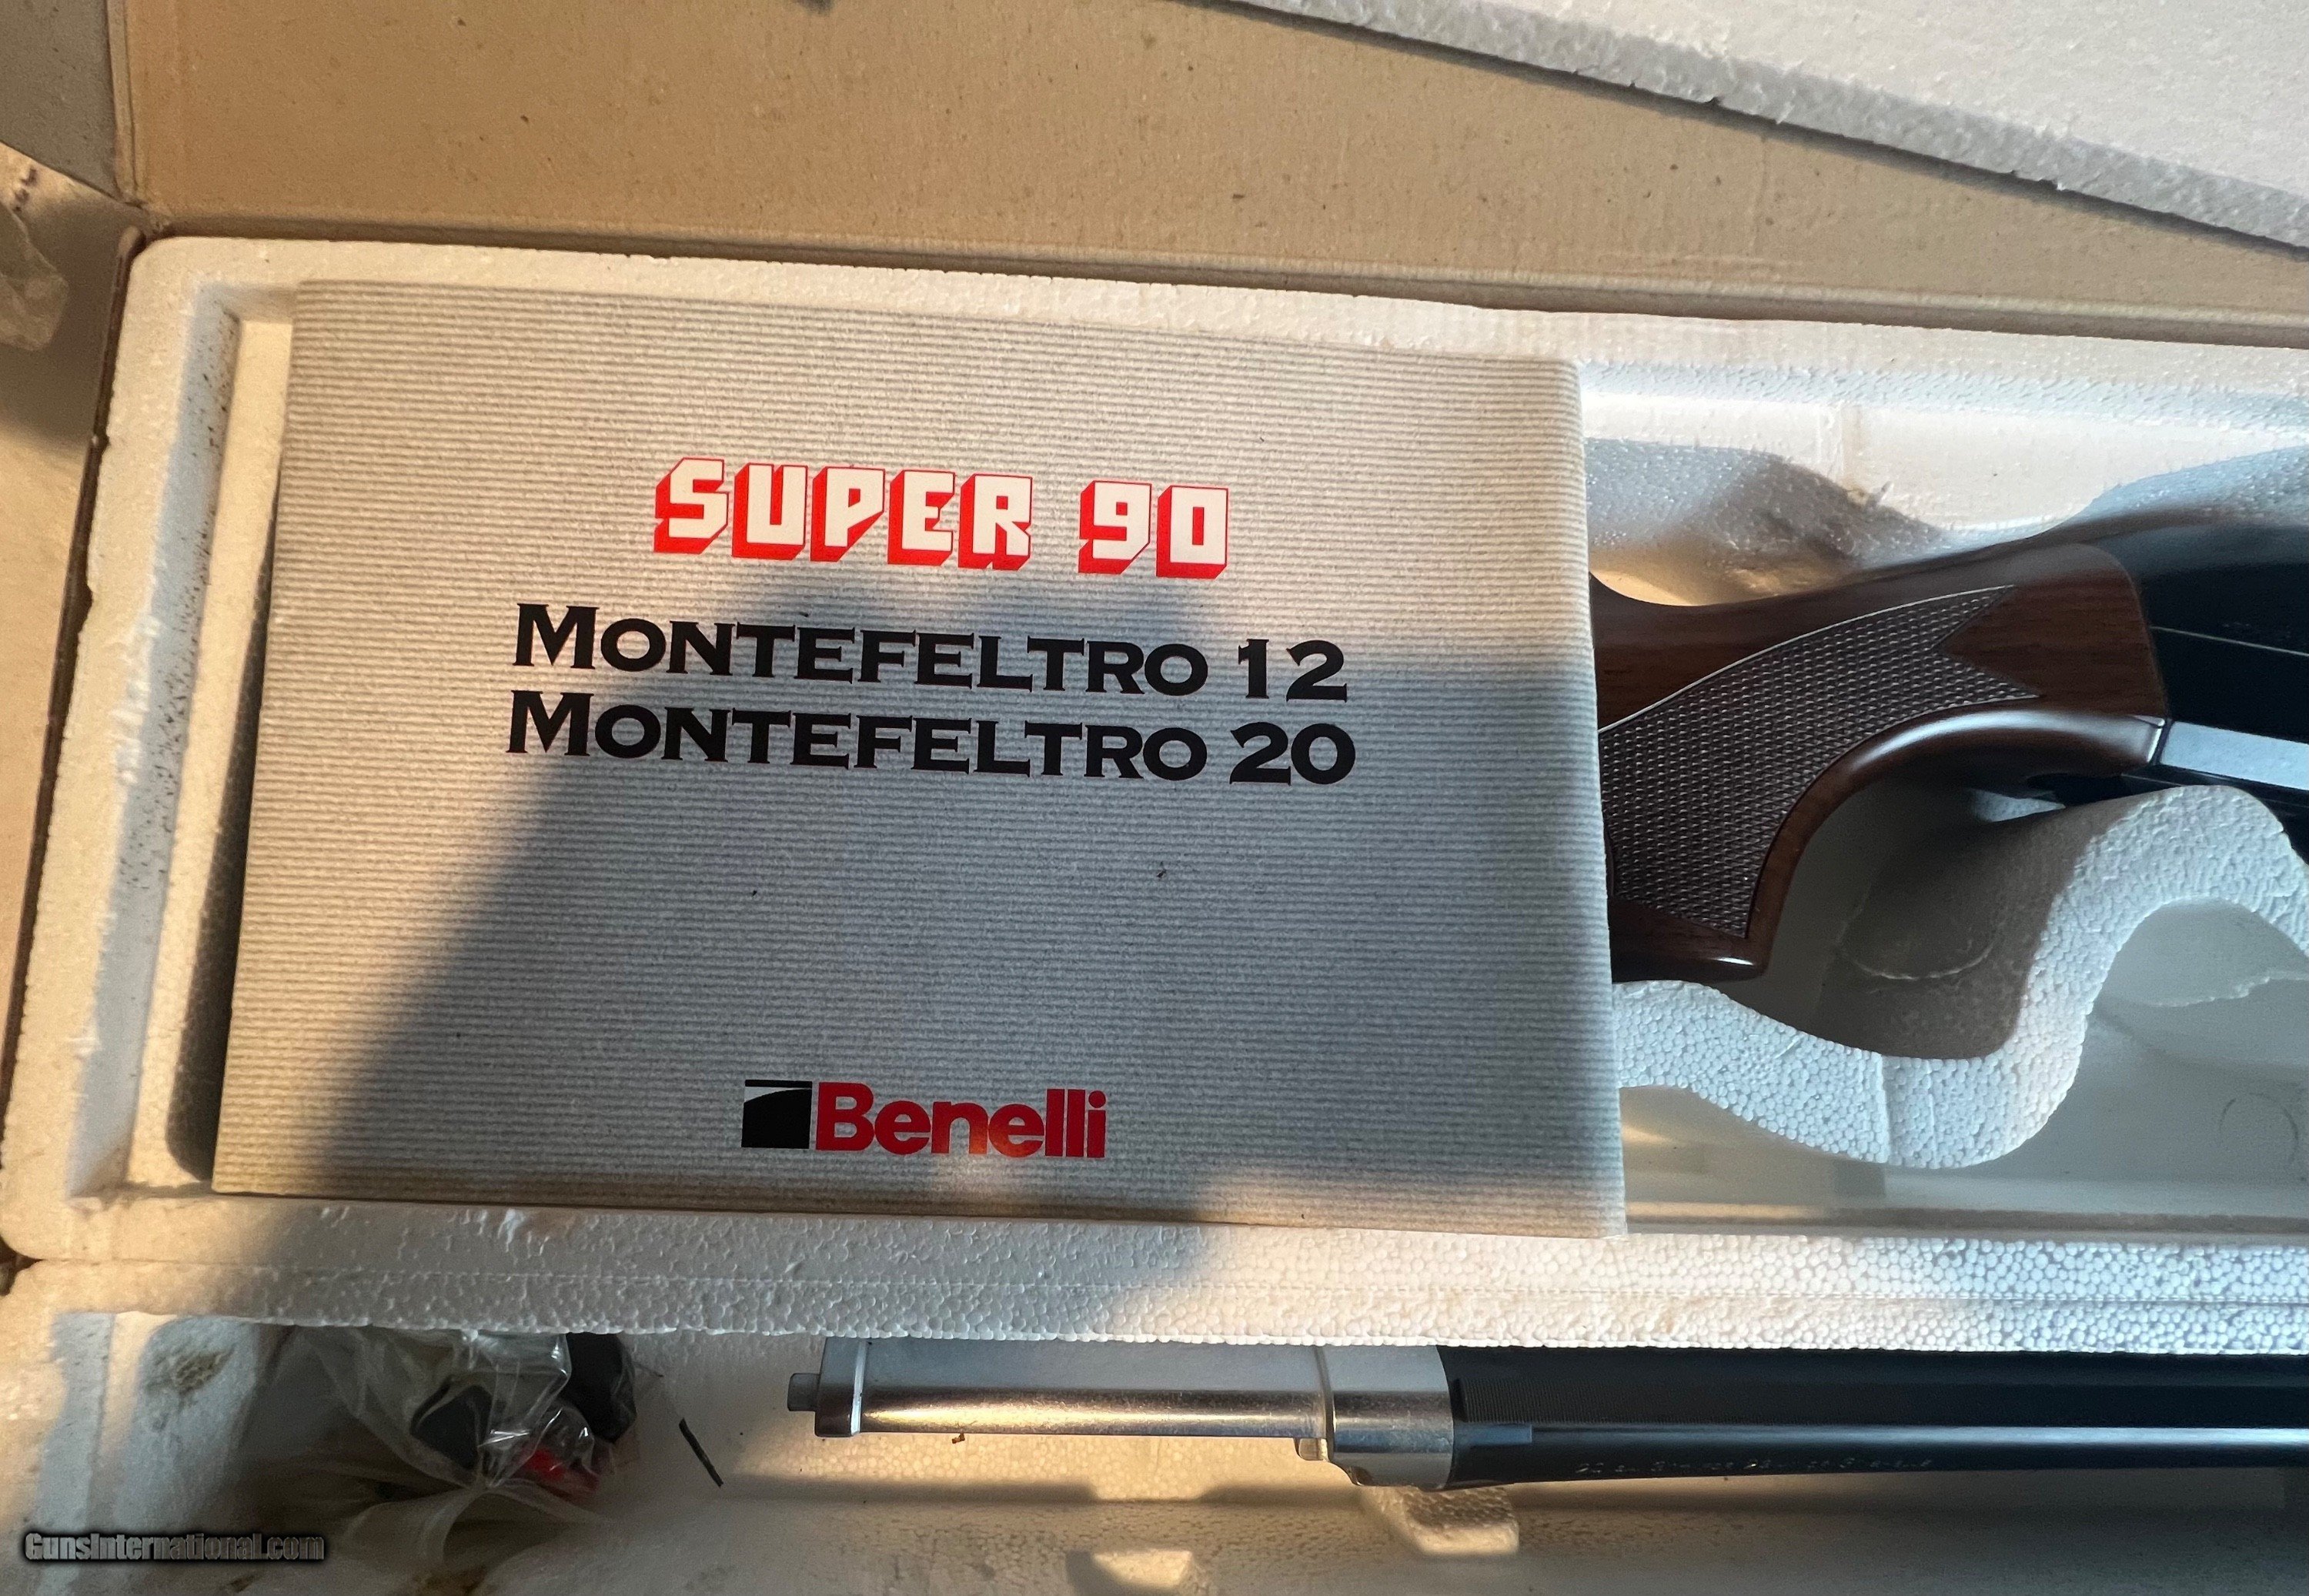 SUPER 90
MONTEFELTRO 12
MONTEFELTRO 20
Benelli
GunsInternational.com